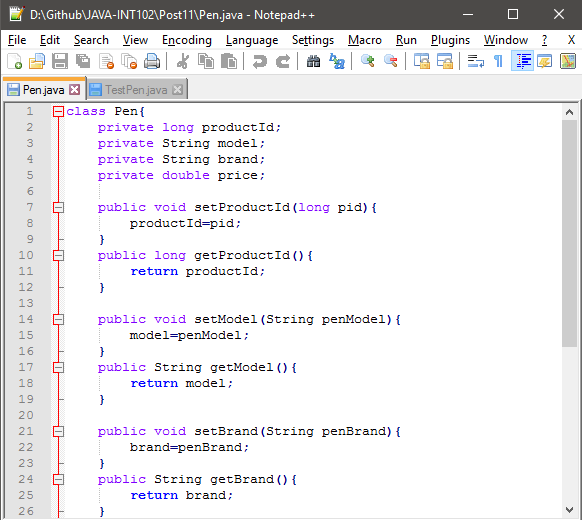 D:\Github\JAVA-INT102\Post11\Pen.java - Notepad++
File Edit Search View Encoding Language Settings Macro Run Plugins Window ? X
Pen.java TestPen.java
1 class Pen{
2 private long productId;
3 private String model;
4 private String brand;
5 private double price;
6
7 public void setProductId(long pid){
8 productId=pid;
9 }
10 public long getProductId(){
11 return productId;
12 }
13
14 public void setModel(String penModel){
15 model=penModel;
16 }
17 public String getModel(){
18 return model;
19 }
20
21 public void setBrand(String penBrand){
22 brand=penBrand;
23 }
24 public String getBrand(){
25 return brand;
26 }